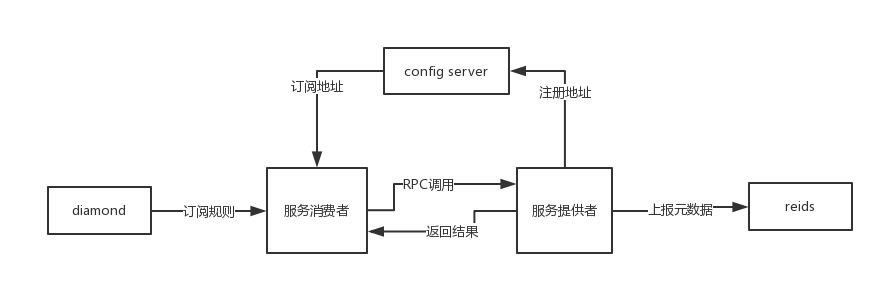 config server
订阅地址
注册地址
RPC调用
diamond
订阅规则
服务消费者
服务提供者
上报元数据
reids
返回结果